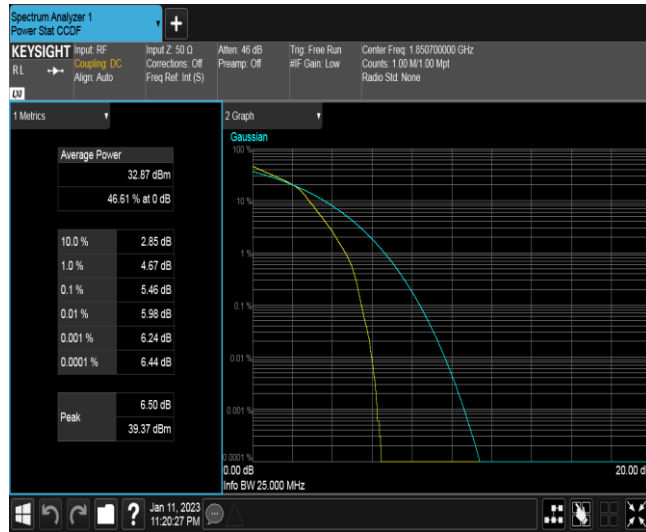 Spectrum Analyzer 1
Power Stat CCDF
KEYSIGHT Input: RF Input Z: 50 Ω Atten: 46 dB Trig: Free Run Center Freq: 1.850700000 GHz
RL Coupling: DC Corrections: Off Preamp: Off #IF Gain: Low Counts: 1.00 M/1.00 Mpt
Align: Auto Freq Ref: Int (S) Radio Std: None
LXI
1 Metrics 2 Graph
Average Power
32.87 dBm
46.61 % at 0 dB
10.0 % 2.85 dB
1.0 % 4.67 dB
0.1 % 5.46 dB
0.01 % 5.98 dB
0.001 % 6.24 dB
0.0001 % 6.44 dB
Peak 6.50 dB
39.37 dBm
Gaussian
100 %
10 %
1 %
0.1 %
0.01 %
0.001 %
0.0001 %
0.00 dB 20.00 d
Info BW 25.000 MHz
Jan 11, 2023
11:20:27 PM